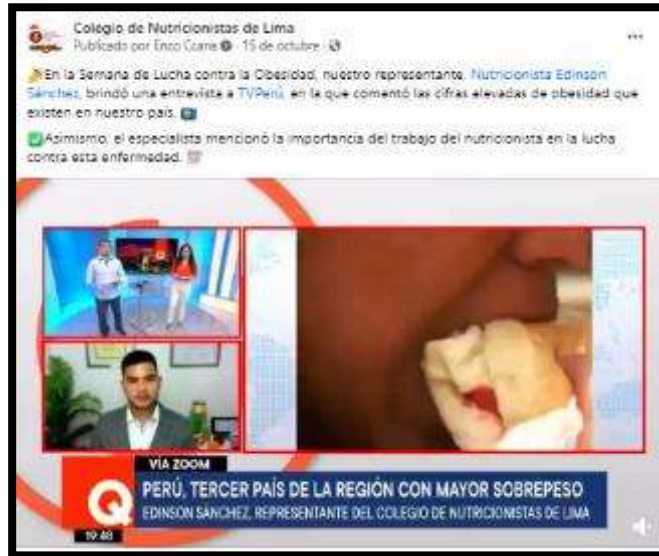 Colegio de Nutricionistas de Lima
Publicado por Enzo Ccana · 15 de octubre ·
En la Semana de Lucha contra la Obesidad, nuestro representante, Nutricionista Edinson
Sánchez, brindó una entrevista a TVPerú, en la que comentó las cifras elevadas de obesidad que
existen en nuestro país.
Asimismo, el especialista mencionó la importancia del trabajo del nutricionista en la lucha
contra esta enfermedad.
VÍA ZOOM
Q
PERÚ, TERCER PAÍS DE LA REGIÓN CON MAYOR SOBREPESO
EDINSON SANCHEZ, REPRESENTANTE DEL COLEGIO DE NUTRICIONISTAS DE LIMA
19:48